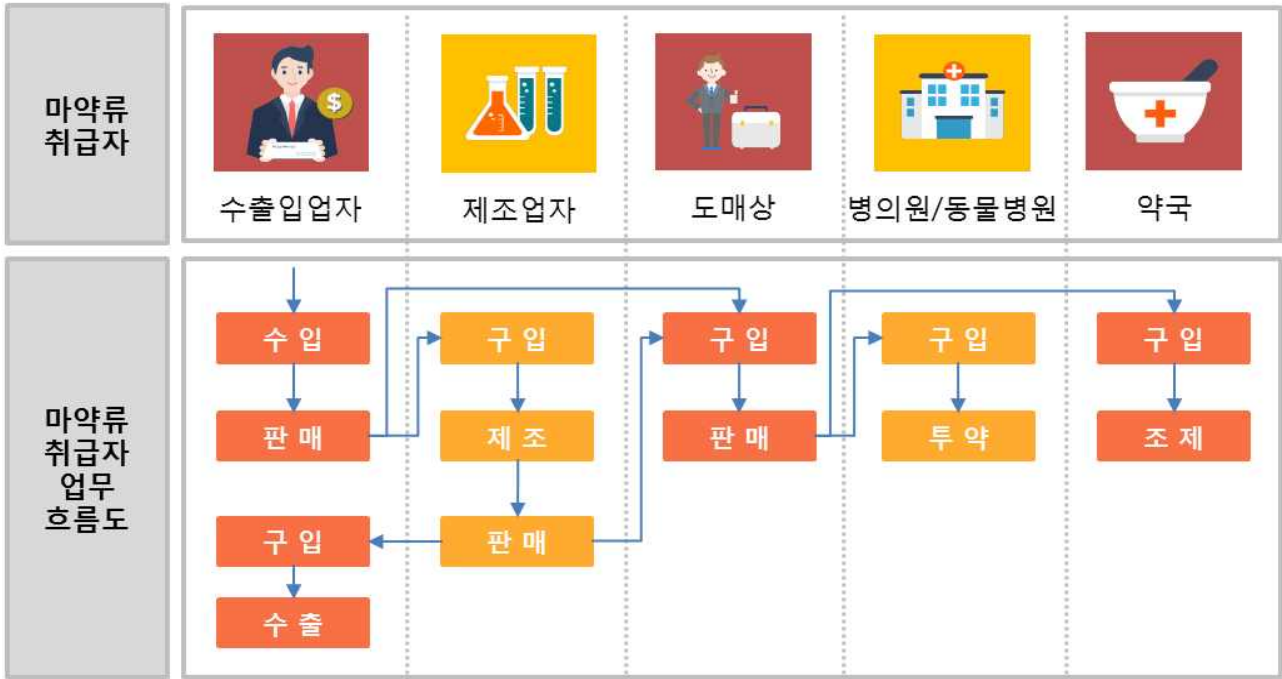 마약류
취급자
수출입업자
제조업자
도매상
병의원/동물병원
약국
마약류
취급자
업무
흐름도
수 입
구 입
구 입
구 입
구 입
판 매
제 조
판 매
투 약
조 제
구 입
판 매
수 출